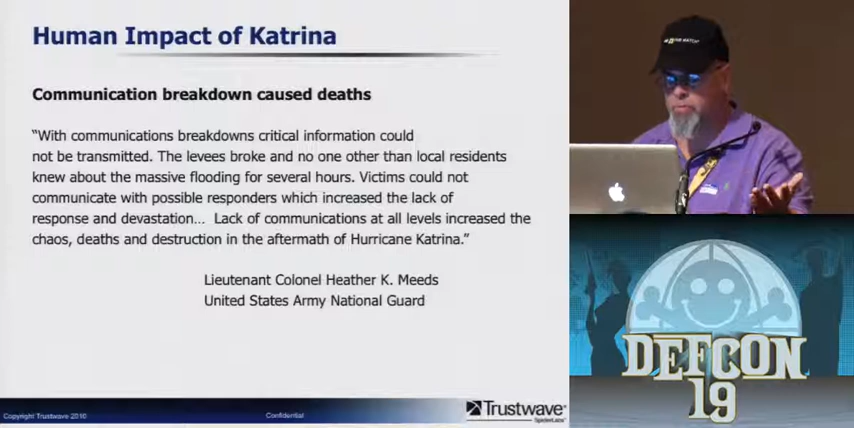 Human Impact of Katrina
Communication breakdown caused deaths
“With communications breakdowns critical information could
not be transmitted. The levees broke and no one other than local residents
knew about the massive flooding for several hours. Victims could not
communicate with possible responders which increased the lack of
response and devastation… Lack of communications at all levels increased the
chaos, deaths and destruction in the aftermath of Hurricane Katrina.”
Lieutenant Colonel Heather K. Meeds
United States Army National Guard
Copyright Trustwave 2010
Confidential
Trustwave
SpiderLabs
DEFCON
19